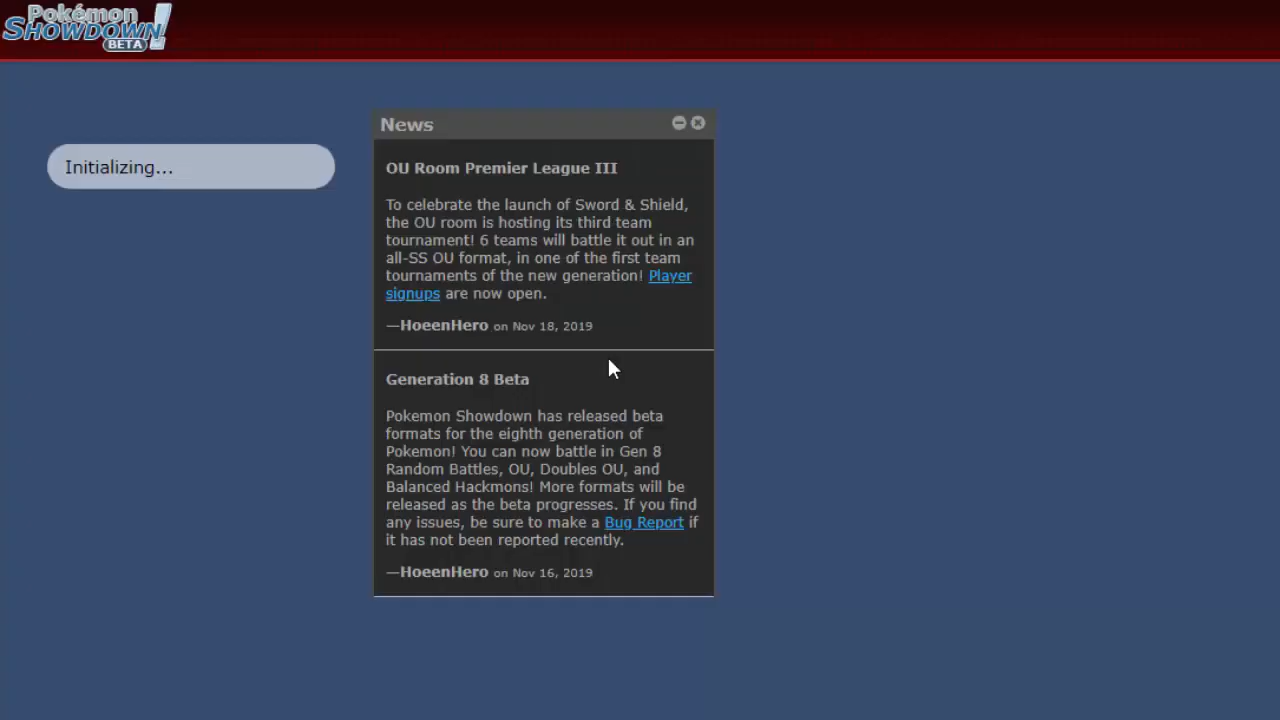 Pokémon
SHOWDOWN!
BETA
Initializing...
News
OU Room Premier League III
To celebrate the launch of Sword & Shield,
the OU room is hosting its third team
tournament! 6 teams will battle it out in an
all-SS OU format, in one of the first team
tournaments of the new generation! Player
signups are now open.
—HoeenHero on Nov 18, 2019
Generation 8 Beta
Pokemon Showdown has released beta
formats for the eighth generation of
Pokemon! You can now battle in Gen 8
Random Battles, OU, Doubles OU, and
Balanced Hackmons! More formats will be
released as the beta progresses. If you find
any issues, be sure to make a Bug Report if
it has not been reported recently.
—HoeenHero on Nov 16, 2019